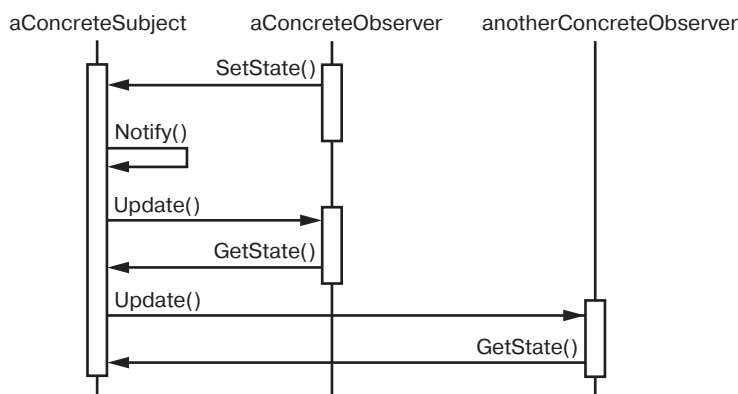 aConcreteSubject aConcreteObserver anotherConcreteObserver
SetState()
Notify()
Update()
GetState()
Update()
GetState()